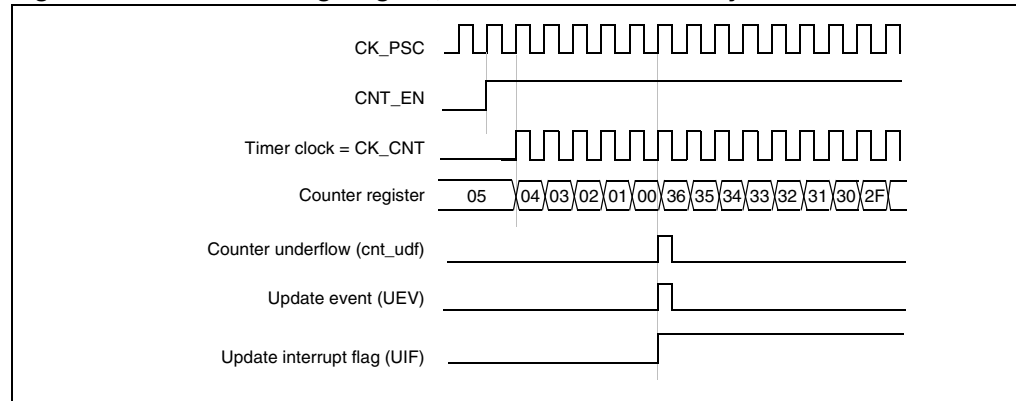 CK_PSC
CNT_EN
Timer clock = CK_CNT
Counter register 05 04 03 02 01 00 36 35 34 33 32 31 30 2F
Counter underflow (cnt_udf)
Update event (UEV)
Update interrupt flag (UIF)